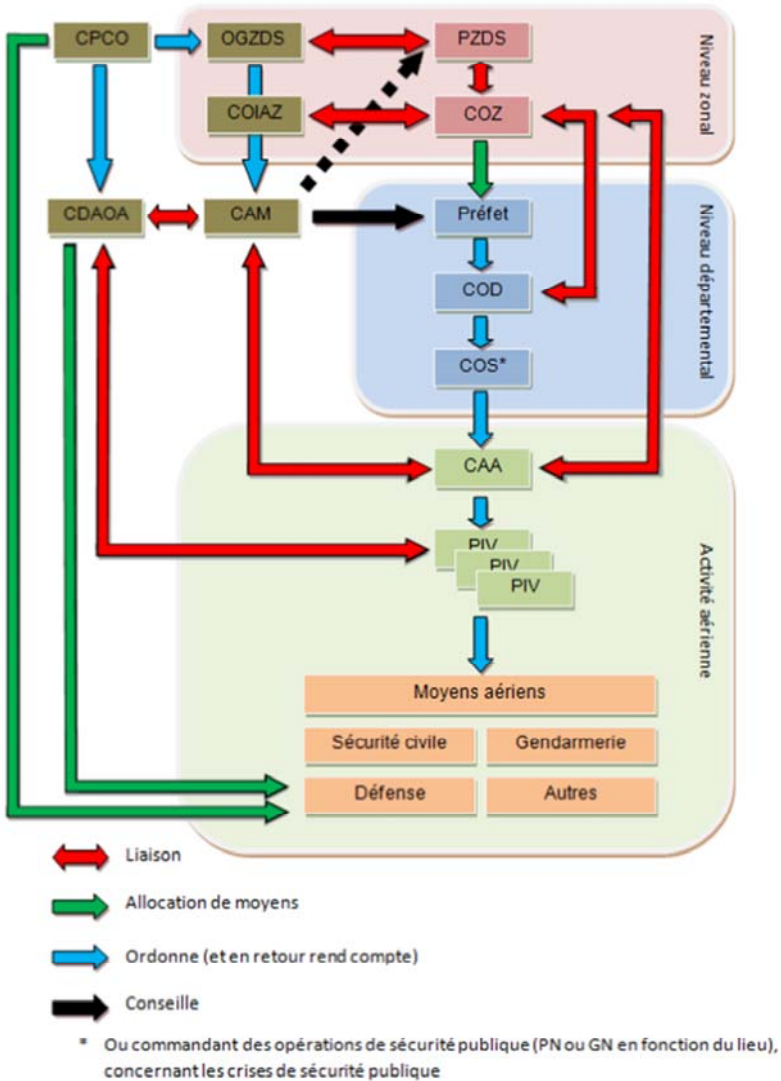 CPCO
OGZDS
PZDS
COIAZ
COZ
Niveau zonal
CDAOA
CAM
Préfet
COD
COS*
Niveau départemental
CAA
PIV
PIV
PIV
Activité aérienne
Moyens aériens
Sécurité civile
Gendarmerie
Défense
Autres
Liaison
Allocation de moyens
Ordonne (et en retour rend compte)
Conseille
* Ou commandant des opérations de sécurité publique (PN ou GN en fonction du lieu),
concernant les crises de sécurité publique